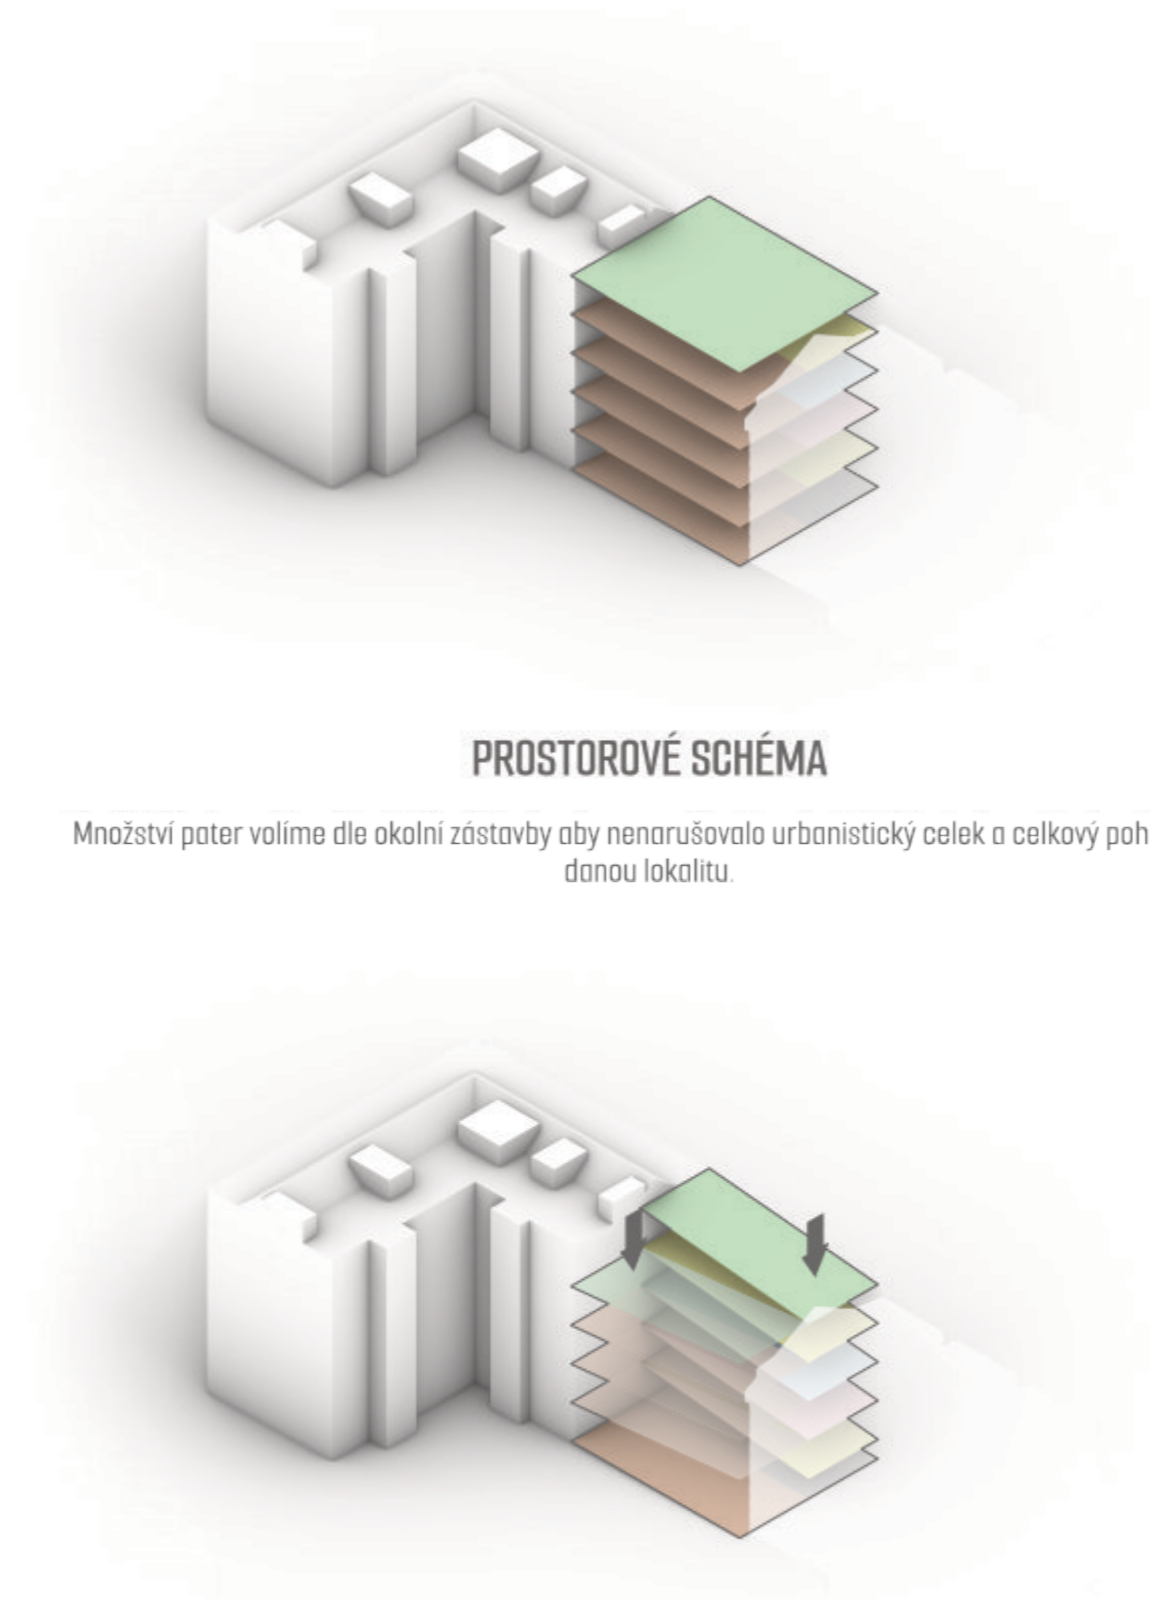 PROSTOROVÉ SCHÉMA
Množství pater volíme dle okolní zástavby aby nenarušovalo urbanistický celek a celkový poh
danou lokalitu.